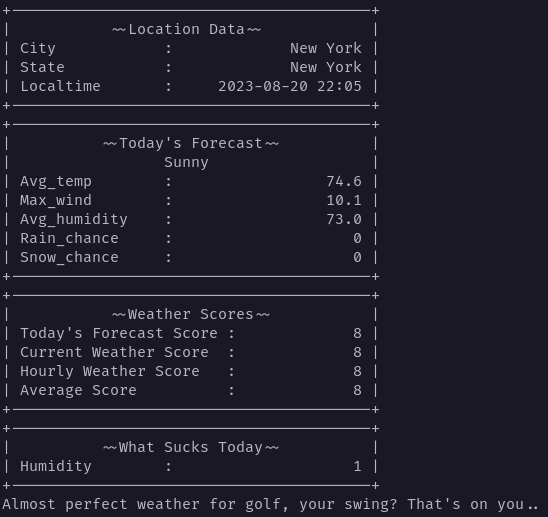 +----------------------------------------+
|           ~~Location Data~~            |
| City            :             New York |
| State           :             New York |
| Localtime       :     2023-08-20 22:05 |
+----------------------------------------+
+----------------------------------------+
|          ~~Today's Forecast~~          |
|                 Sunny                  |
| Avg_temp        :                 74.6 |
| Max_wind        :                 10.1 |
| Avg_humidity    :                 73.0 |
| Rain_chance     :                    0 |
| Snow_chance     :                    0 |
+----------------------------------------+
+----------------------------------------+
|           ~~Weather Scores~~           |
| Today's Forecast Score :             8 |
| Current Weather Score  :             8 |
| Hourly Weather Score   :             8 |
| Average Score          :             8 |
+----------------------------------------+
+----------------------------------------+
|          ~~What Sucks Today~~          |
| Humidity        :                    1 |
+----------------------------------------+
Almost perfect weather for golf, your swing? That's on you..